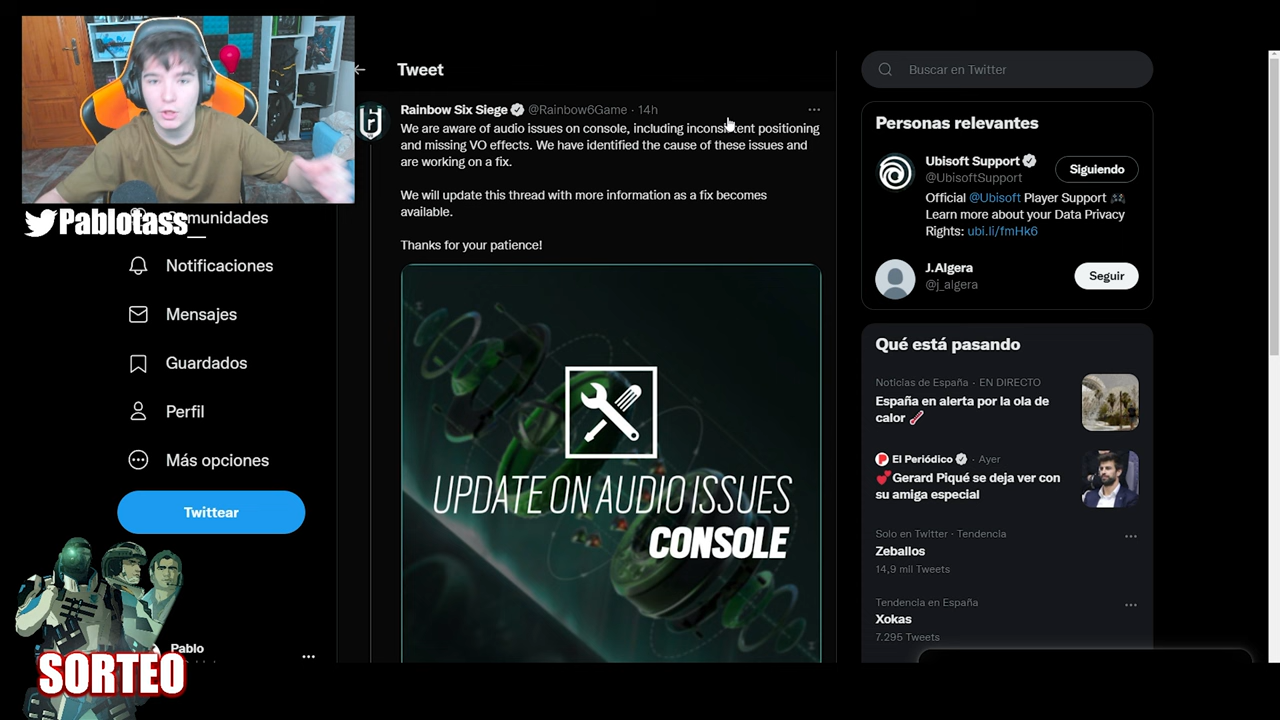 Tweet
Rainbow Six Siege @Rainbow6Game · 14h
We are aware of audio issues on console, including inconsistent positioning
and missing VO effects. We have identified the cause of these issues and
are working on a fix.
We will update this thread with more information as a fix becomes
available.
Thanks for your patience!
UPDATE ON AUDIO ISSUES
CONSOLE
Pablotass_
Notificaciones
Mensajes
Guardados
Perfil
Más opciones
Twittear
Pablo
SORTEO
Buscar en Twitter
Personas relevantes
Ubisoft Support
@UbisoftSupport
Siguiendo
Official @Ubisoft Player Support 🎮
Learn more about your Data Privacy
Rights: ubi.li/fmHk6
J.Algera
@j_algera
Seguir
Qué está pasando
Noticias de España · EN DIRECTO
España en alerta por la ola de
calor 🌡️
El Periódico · Ayer
💕Gerard Piqué se deja ver con
su amiga especial
Solo en Twitter · Tendencia
Zeballos
14,9 mil Tweets
Tendencia en España
Xokas
7.295 Tweets